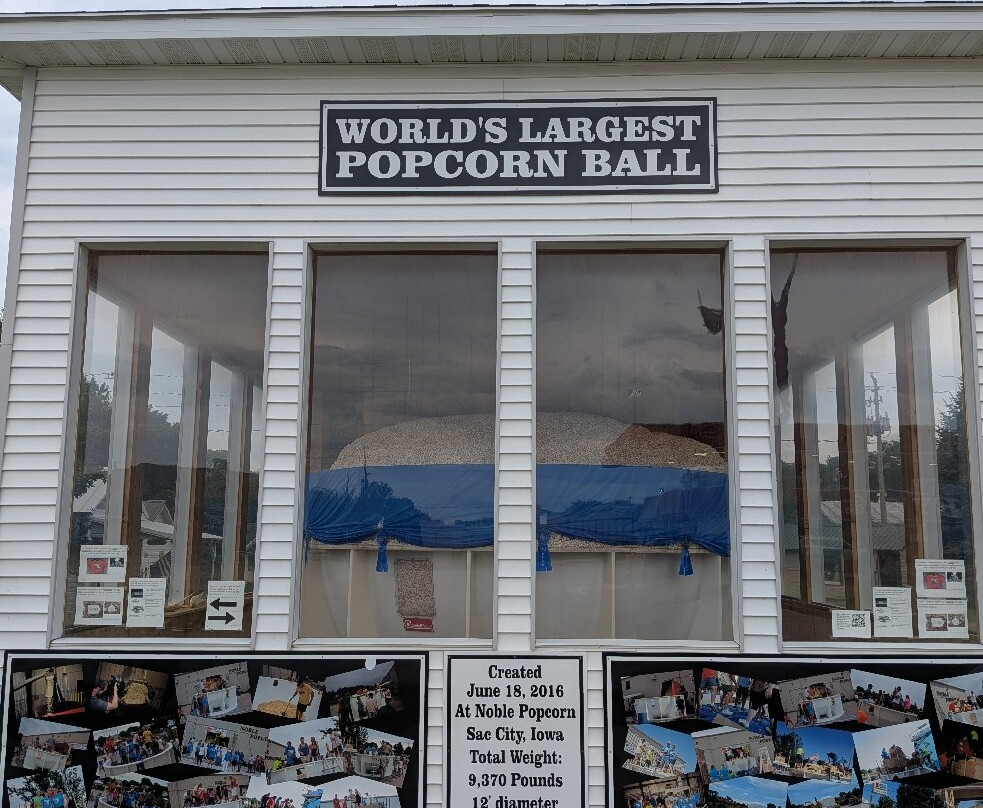 WORLD'S LARGEST
POPCORN BALL
Created
June 18, 2016
At Noble Popcorn
Sac City, Iowa
Total Weight:
9,370 Pounds
12' diameter